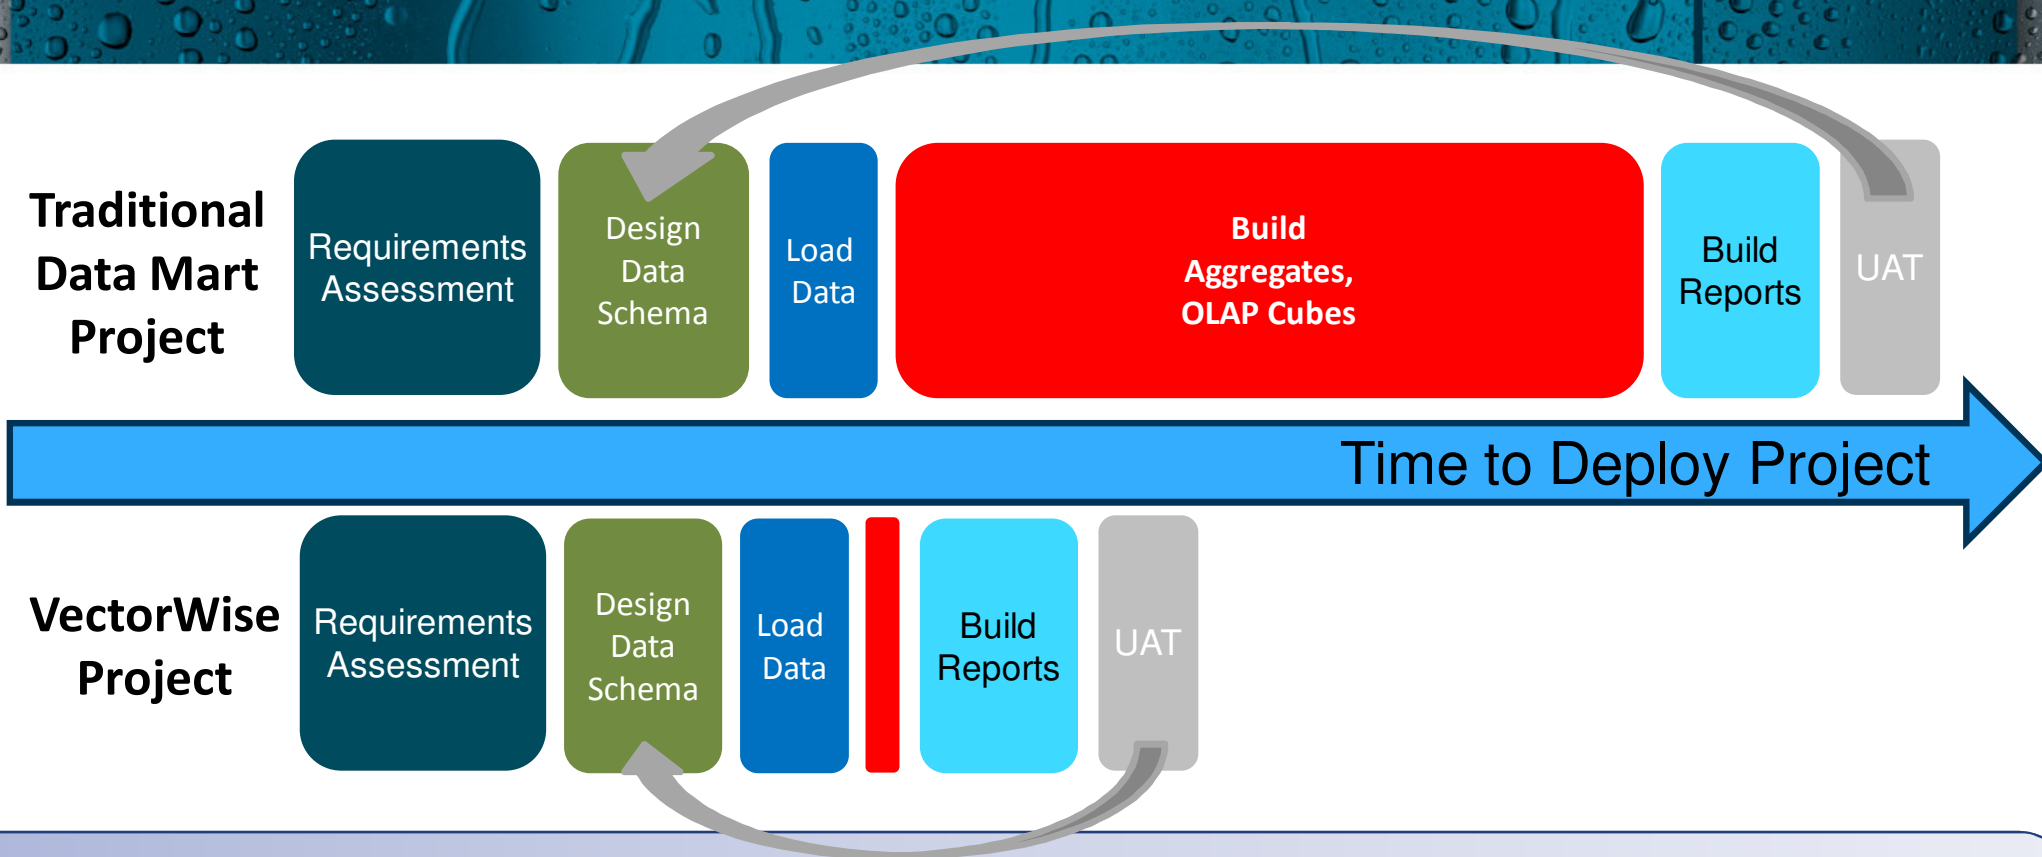 Traditional
Data Mart
Project
Requirements
Assessment
Design
Data
Schema
Load
Data
Build
Aggregates,
OLAP Cubes
Build
Reports
UAT
Time to Deploy Project
VectorWise
Project
Requirements
Assessment
Design
Data
Schema
Load
Data
Build
Reports
UAT